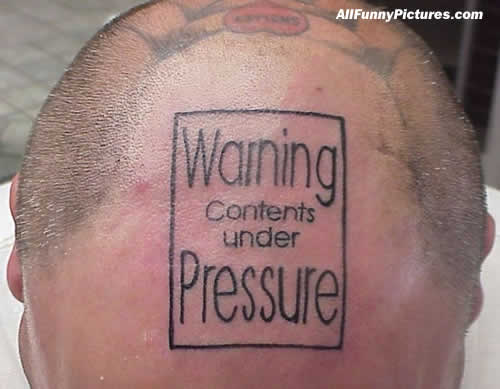 AllFunnyPictures.com
Warning
Contents
under
Pressure